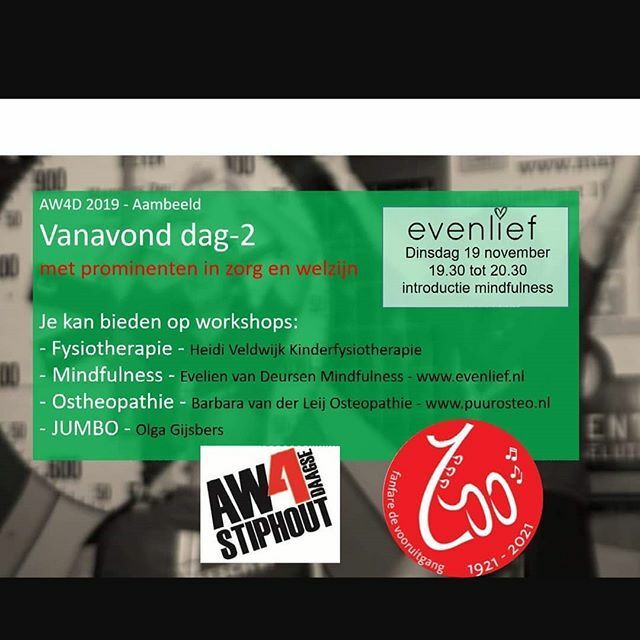 AW4D 2019 - Aambeeld
Vanavond dag-2
met prominenten in zorg en welzijn
evenlief
Dinsdag 19 november
19.30 tot 20.30
introductie mindfulness
Je kan bieden op workshops:
- Fysiotherapie - Heidi Veldwijk Kinderfysiotherapie
- Mindfulness - Evelien van Deursen Mindfulness - www.evenlief.nl
- Ostheopathie - Barbara van der Leij Osteopathie - www.puurosteo.nl
- JUMBO - Olga Gijsbers
AW4DAAGSE
STIPHOUT
100
fanfare de vooruitgang
1921 - 2021